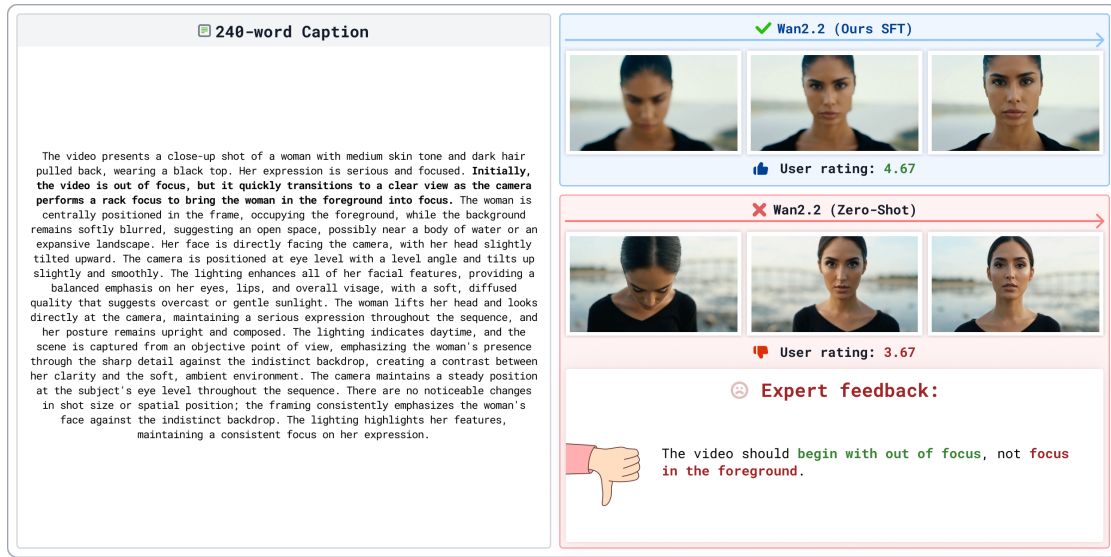 240-word Caption
The video presents a close-up shot of a woman with medium skin tone and dark hair
pulled back, wearing a black top. Her expression is serious and focused. Initially,
the video is out of focus, but it quickly transitions to a clear view as the camera
performs a rack focus to bring the woman in the foreground into focus. The woman is
centrally positioned in the frame, occupying the foreground, while the background
remains softly blurred, suggesting an open space, possibly near a body of water or an
expansive landscape. Her face is directly facing the camera, with her head slightly
tilted upward. The camera is positioned at eye level with a level angle and tilts up
slightly and smoothly. The lighting enhances all of her facial features, providing a
balanced emphasis on her eyes, lips, and overall visage, with a soft, diffused
quality that suggests overcast or gentle sunlight. The woman lifts her head and looks
directly at the camera, maintaining a serious expression throughout the sequence, and
her posture remains upright and composed. The lighting indicates daytime, and the
scene is captured from an objective point of view, emphasizing the woman's presence
through the sharp detail against the indistinct backdrop, creating a contrast between
her clarity and the soft, ambient environment. The camera maintains a steady position
at the subject's eye level throughout the sequence. There are no noticeable changes
in shot size or spatial position; the framing consistently emphasizes the woman's
face against the indistinct backdrop. The lighting highlights her features,
maintaining a consistent focus on her expression.
Wan2.2 (Ours SFT)
User rating: 4.67
Wan2.2 (Zero-Shot)
User rating: 3.67
Expert feedback:
The video should begin with out of focus, not focus
in the foreground.